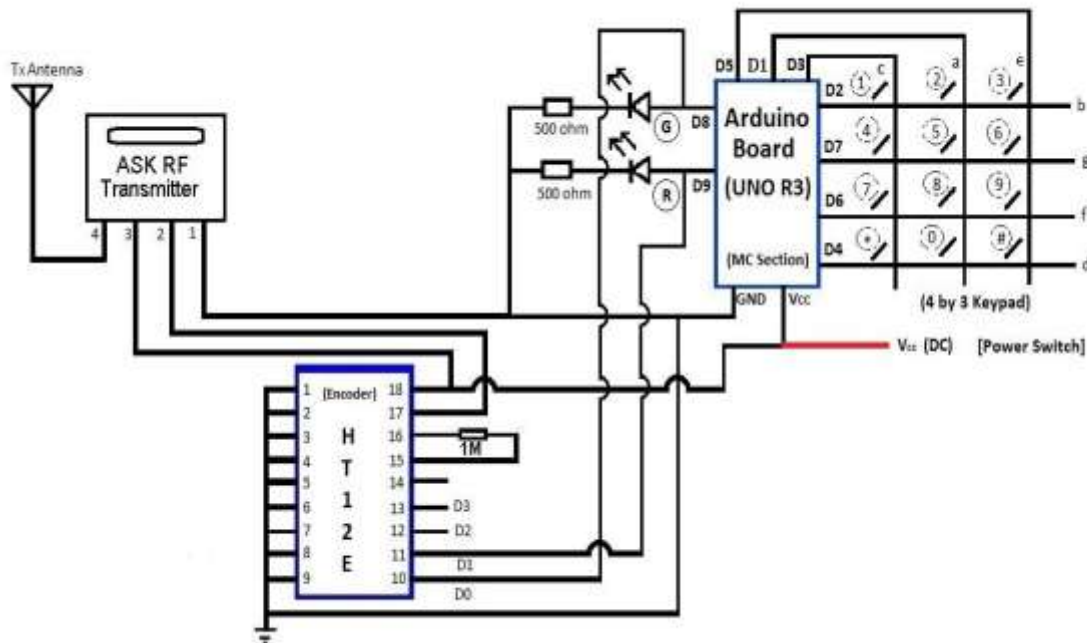 Tx Antenna
ASK RF
Transmitter
4 3 2 1
500 ohm
500 ohm
G
R
D5 D1 D3
D8
D9
Arduino
Board
(UNO R3)
(MC Section)
GND Vcc
D2
D7
D6
D4
c a e
1 2 3
4 5 6
7 8 9
* 0 #
b
g
f
d
(4 by 3 Keypad)
Vcc (DC) [Power Switch]
(Encoder)
H
T
1
2
E
1
2
3
4
5
6
7
8
9
18
17
16
15
14
13
12
11
10
1M
D3
D2
D1
D0